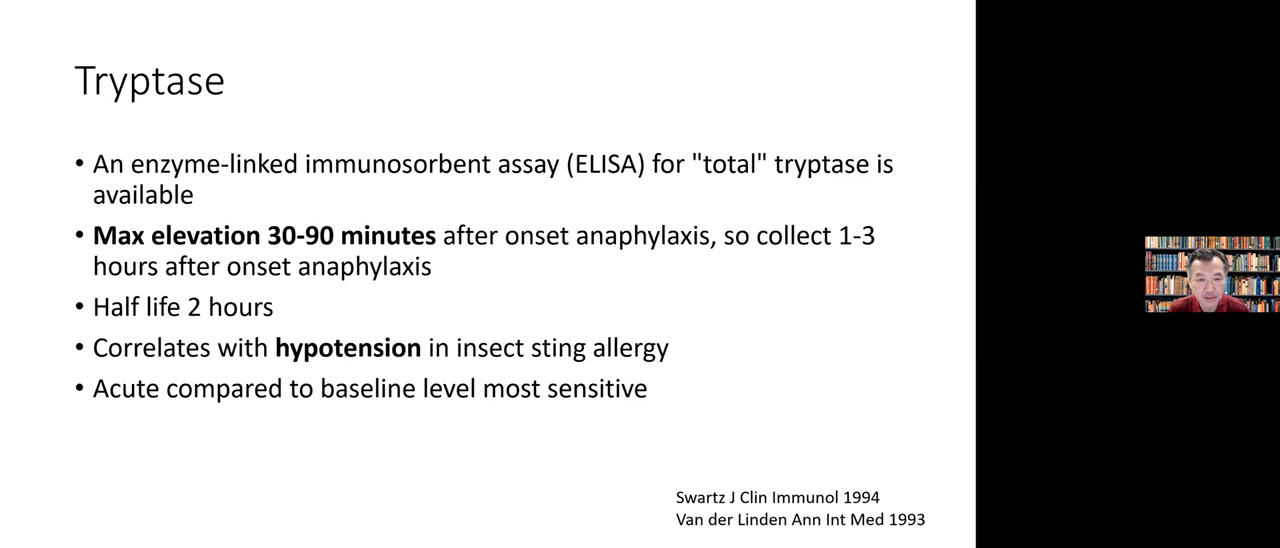 Tryptase
• An enzyme-linked immunosorbent assay (ELISA) for "total" tryptase is
available
• Max elevation 30-90 minutes after onset anaphylaxis, so collect 1-3
hours after onset anaphylaxis
• Half life 2 hours
• Correlates with hypotension in insect sting allergy
• Acute compared to baseline level most sensitive
Swartz J Clin Immunol 1994
Van der Linden Ann Int Med 1993